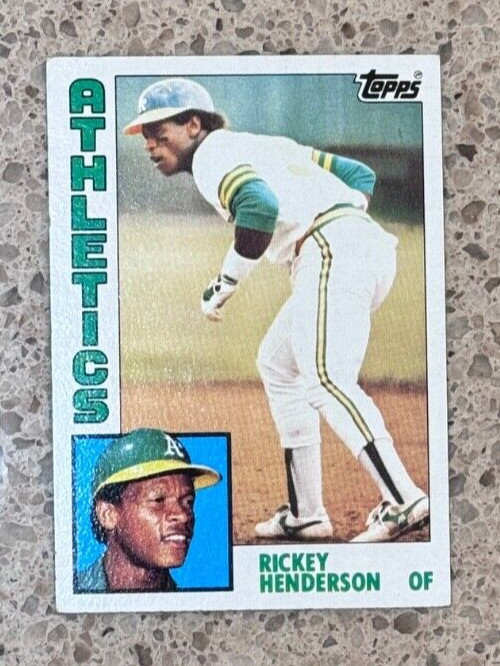 Topps
ATHLETICS
A's
RICKEY
HENDERSON OF